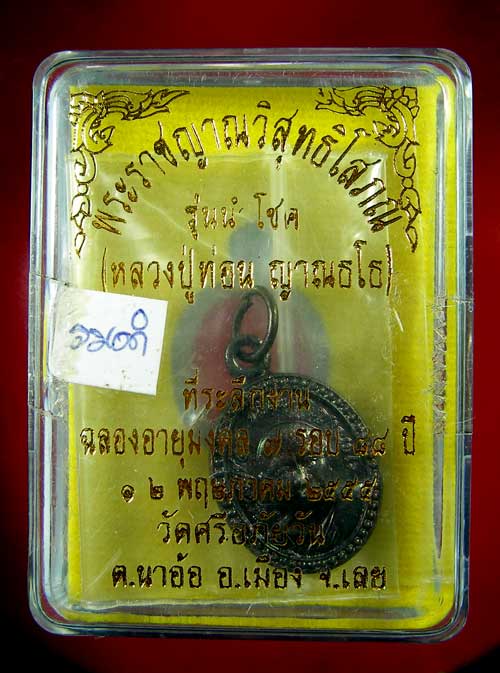 พระราชญาณวิสุทธิโสภณ
รุ่นนำโชค
(หลวงปู่ท่อน ญาณธโร)
รมดำ
ที่ระลึกงาน
ฉลองอายุมงคล ๗ รอบ ๘๔ ปี
๑๒ พฤษภาคม ๒๕๕๕
วัดศรีอภัยวัน
ต.นาอ้อ อ.เมือง จ.เลย